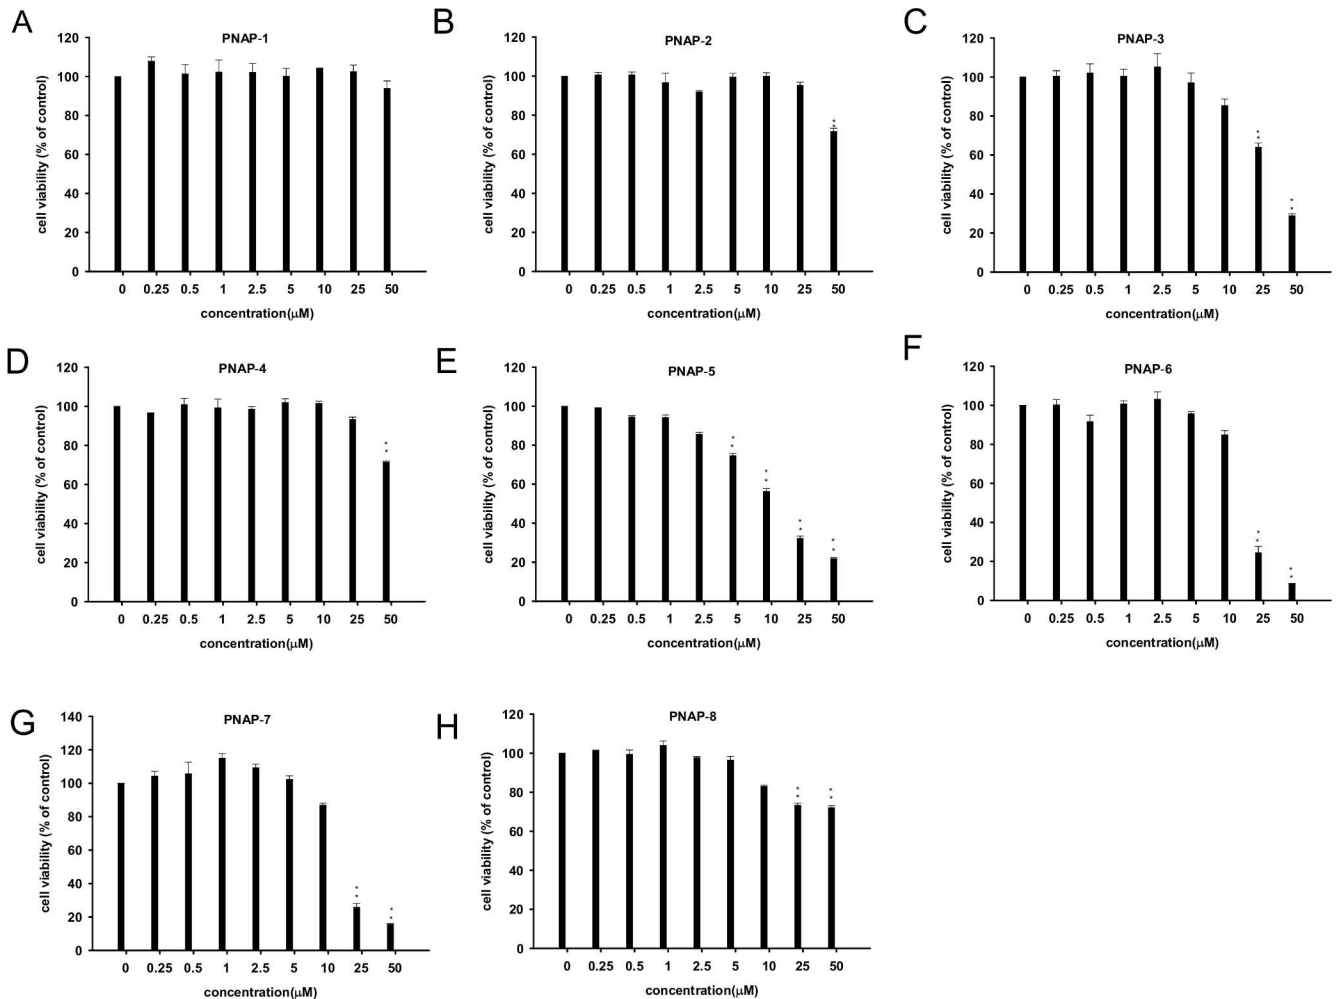 A
PNAP-1
cell viability (% of control)
120
100
80
60
40
20
0
0 0.25 0.5 1 2.5 5 10 25 50
concentration(μM)
B
PNAP-2
cell viability (% of control)
120
100
80
60
40
20
0
**
0 0.25 0.5 1 2.5 5 10 25 50
concentration(μM)
C
PNAP-3
cell viability (% of control)
120
100
80
60
40
20
0
** **
0 0.25 0.5 1 2.5 5 10 25 50
concentration(μM)
D
PNAP-4
cell viability (% of control)
120
100
80
60
40
20
0
**
0 0.25 0.5 1 2.5 5 10 25 50
concentration(μM)
E
PNAP-5
cell viability (% of control)
120
100
80
60
40
20
0
** ** ** **
0 0.25 0.5 1 2.5 5 10 25 50
concentration(μM)
F
PNAP-6
cell viability (% of control)
120
100
80
60
40
20
0
** **
0 0.25 0.5 1 2.5 5 10 25 50
concentration(μM)
G
PNAP-7
cell viability (% of control)
140
120
100
80
60
40
20
0
** **
0 0.25 0.5 1 2.5 5 10 25 50
concentration(μM)
H
PNAP-8
cell viability (% of control)
120
100
80
60
40
20
0
** **
0 0.25 0.5 1 2.5 5 10 25 50
concentration(μM)